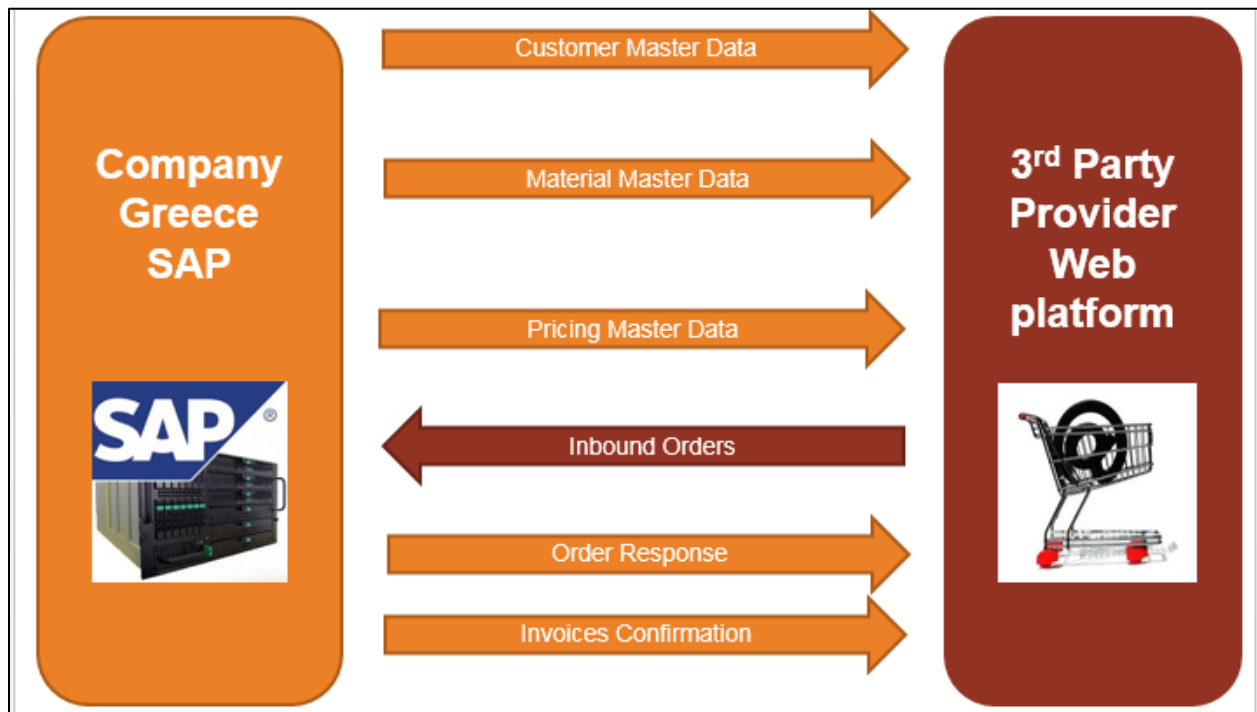 Company
Greece
SAP
SAP®
Customer Master Data
Material Master Data
Pricing Master Data
Inbound Orders
Order Response
Invoices Confirmation
3rd Party
Provider
Web
platform